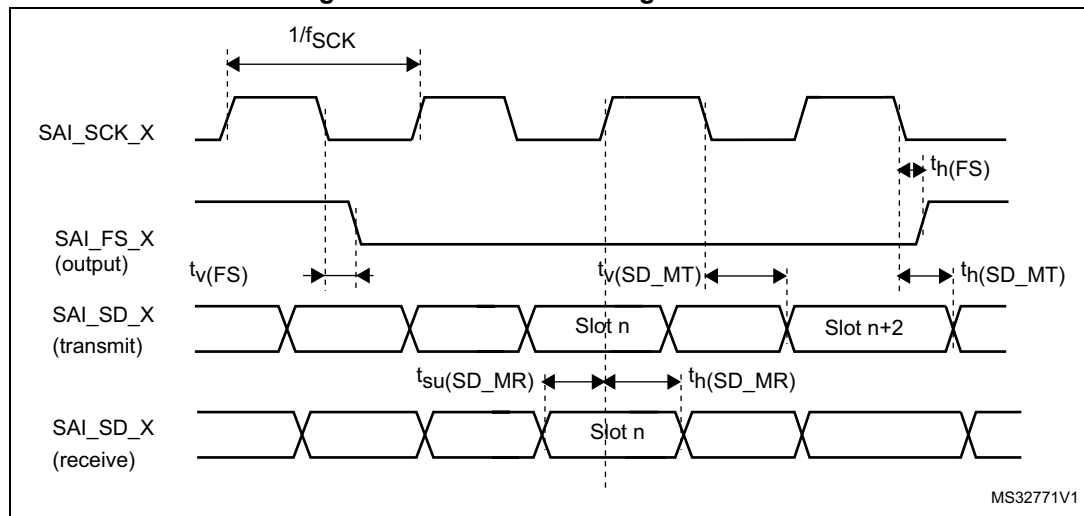 1/fSCK
SAI_SCK_X
th(FS)
SAI_FS_X
(output)
tv(FS)
tv(SD_MT)
th(SD_MT)
SAI_SD_X
(transmit)
Slot n
Slot n+2
tsu(SD_MR)
th(SD_MR)
SAI_SD_X
(receive)
Slot n
MS32771V1